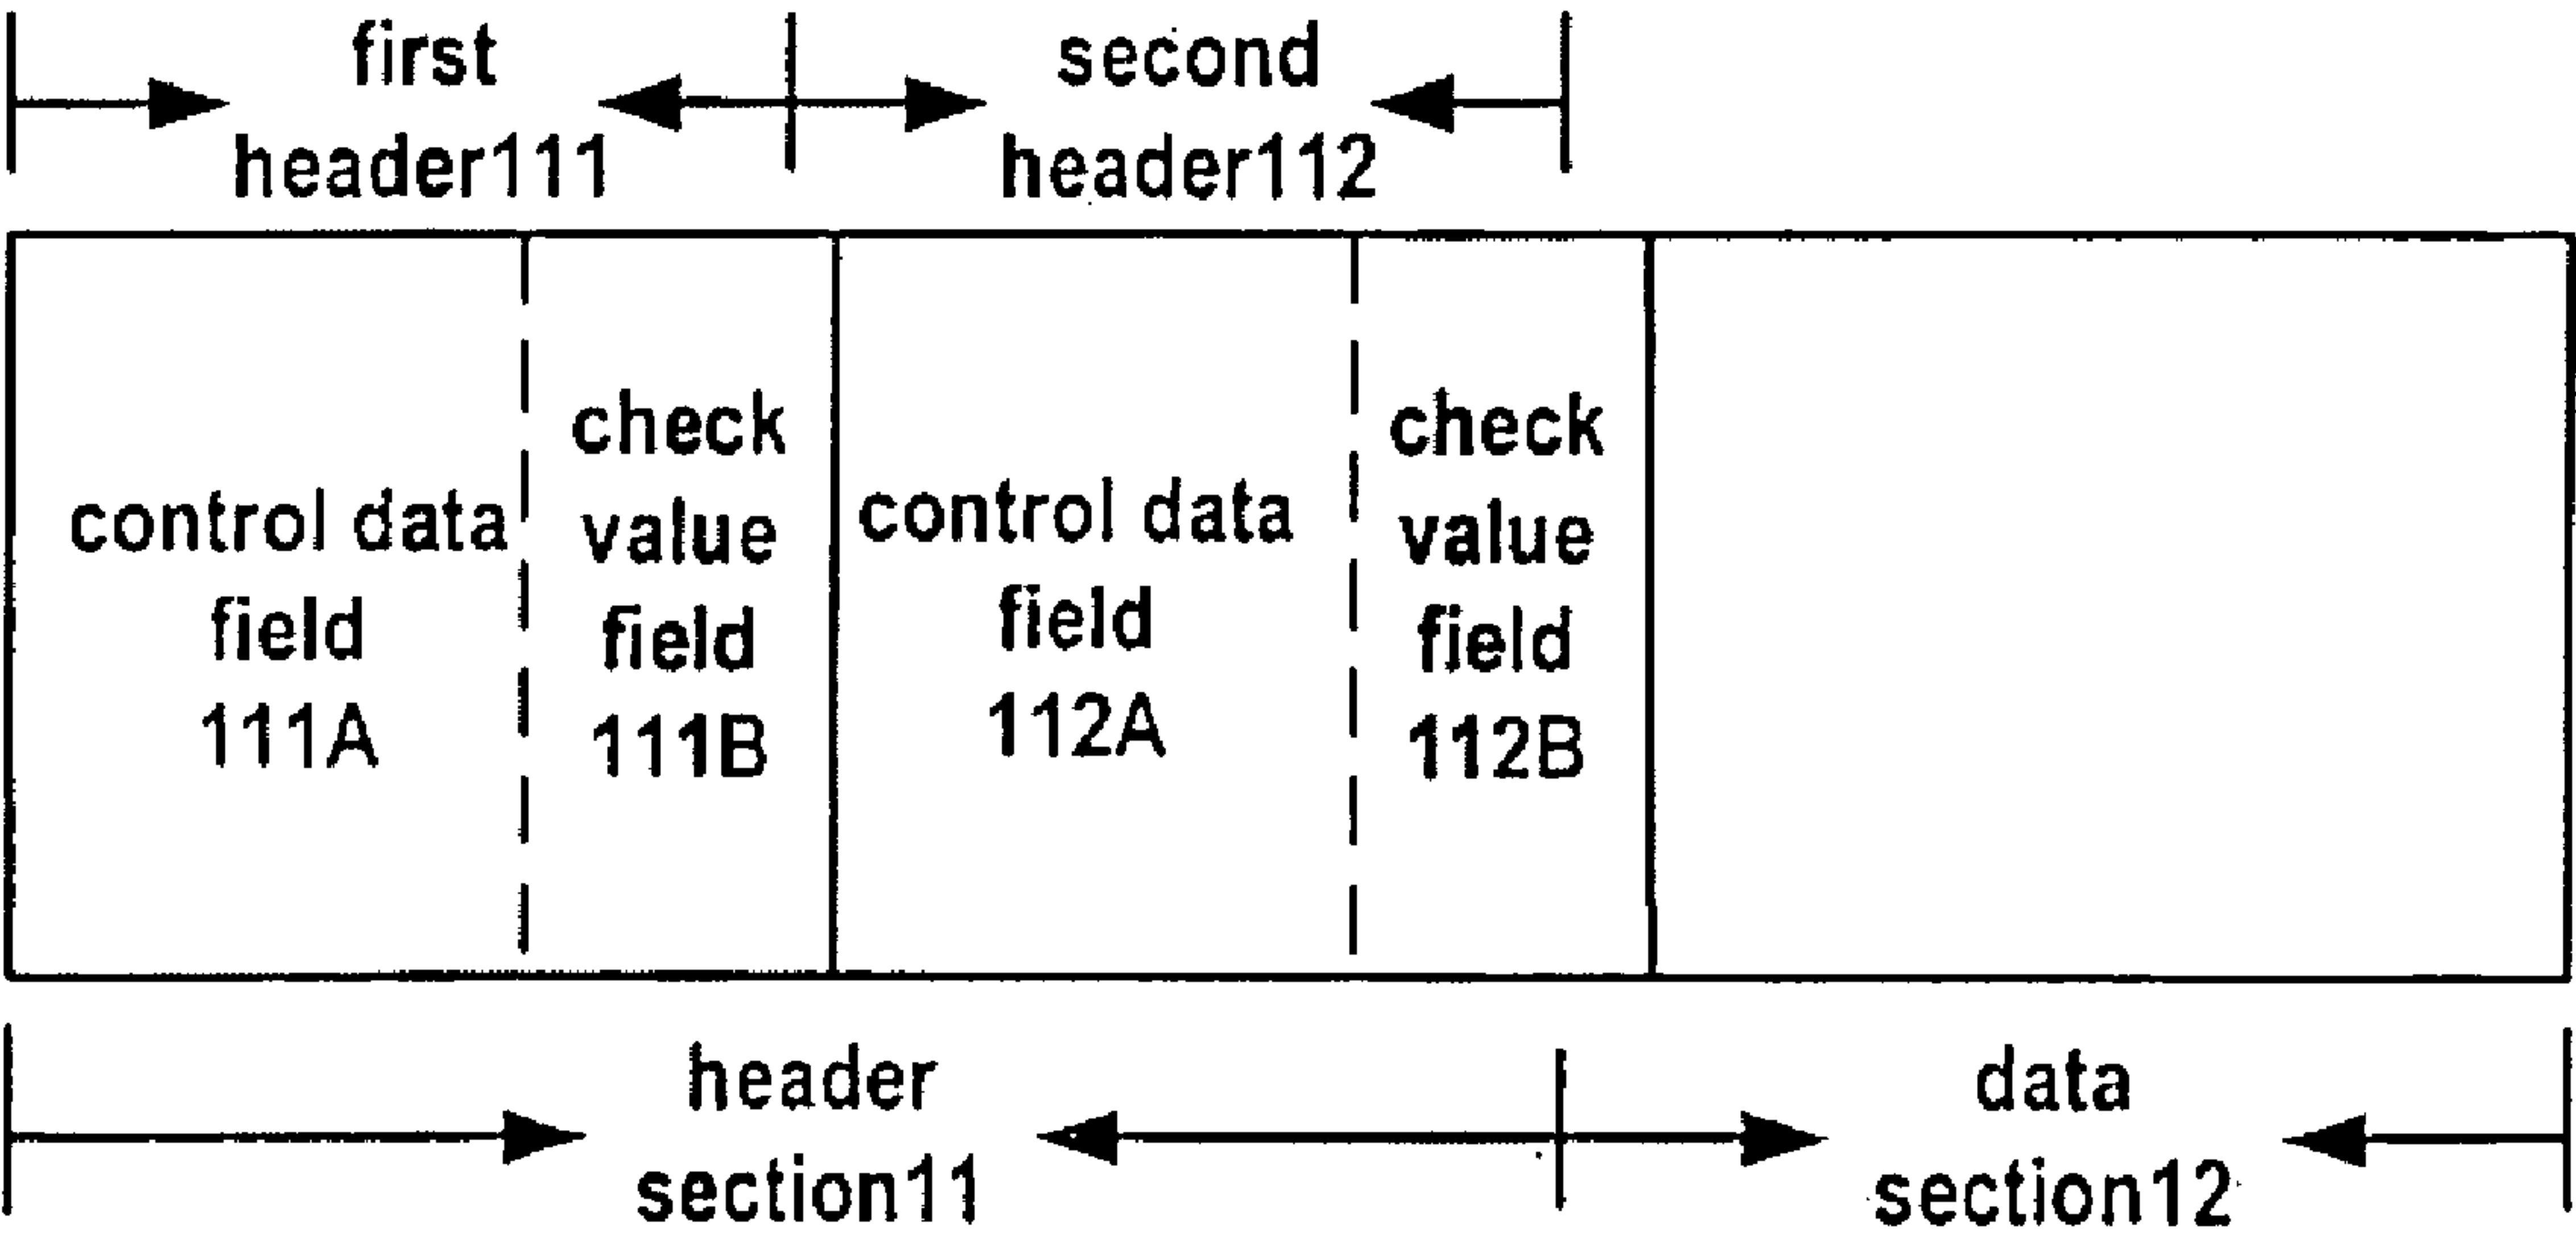 first
header111
second
header112
control data
field
111A
check
value
field
111B
control data
field
112A
check
value
field
112B
header
section11
data
section12